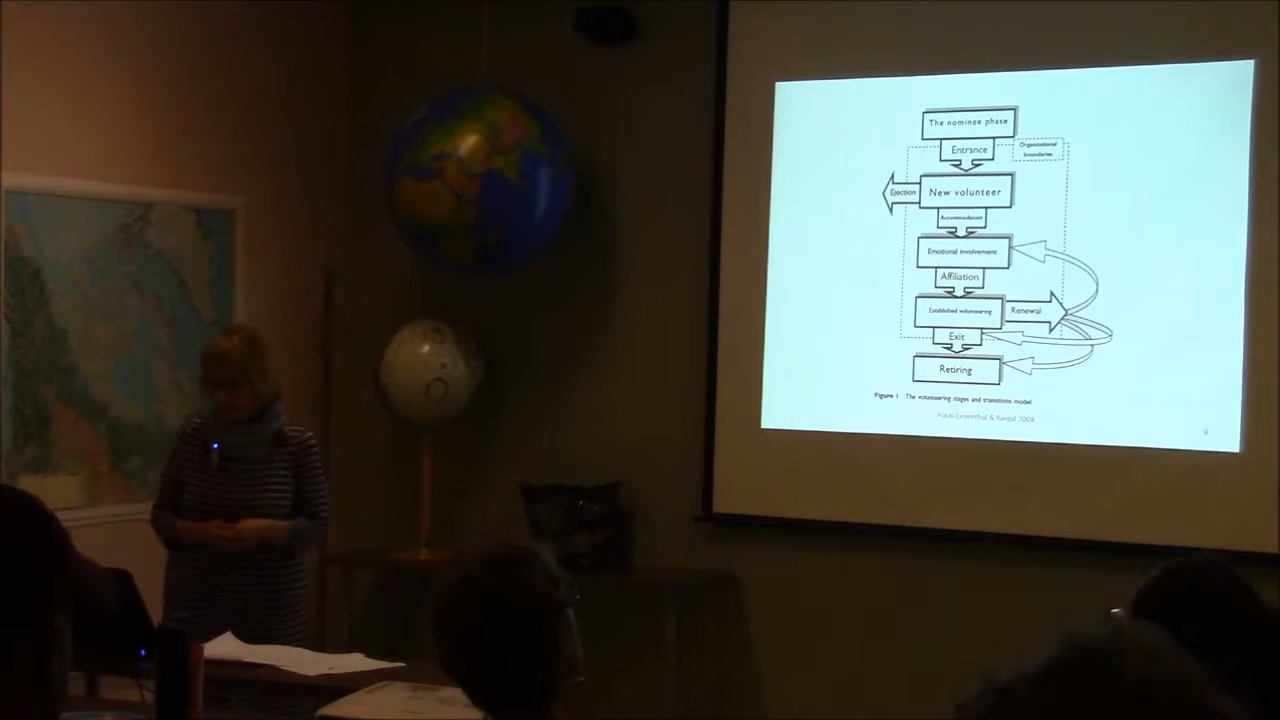 The nominee phase
Entrance
Organizational
boundaries
Ejection
New volunteer
Accommodation
Emotional involvement
Affiliation
Established volunteering
Renewal
Exit
Retiring
Figure 1 The volunteering stages and transitions model
Haski-Leventhal & Bargal 2008
9